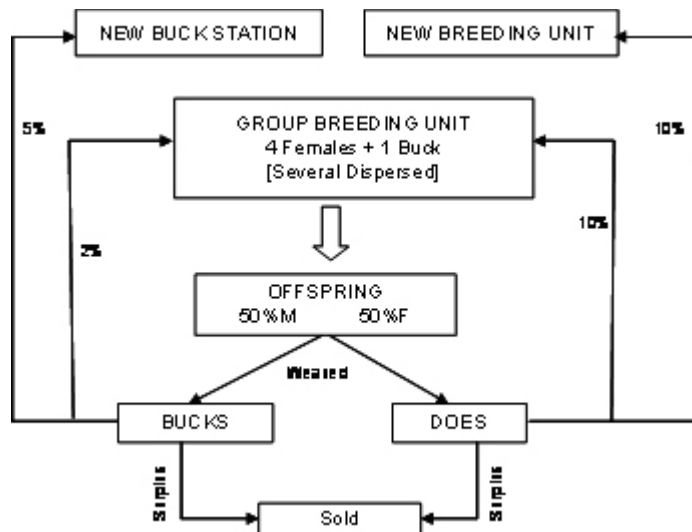 NEW BUCK STATION
NEW BREEDING UNIT
5%
10%
GROUP BREEDING UNIT
4 Females + 1 Buck
[Several Dispersed]
2%
10%
OFFSPRING
50%M 50%F
Weaned
BUCKS
DOES
Surplus
Surplus
Sold